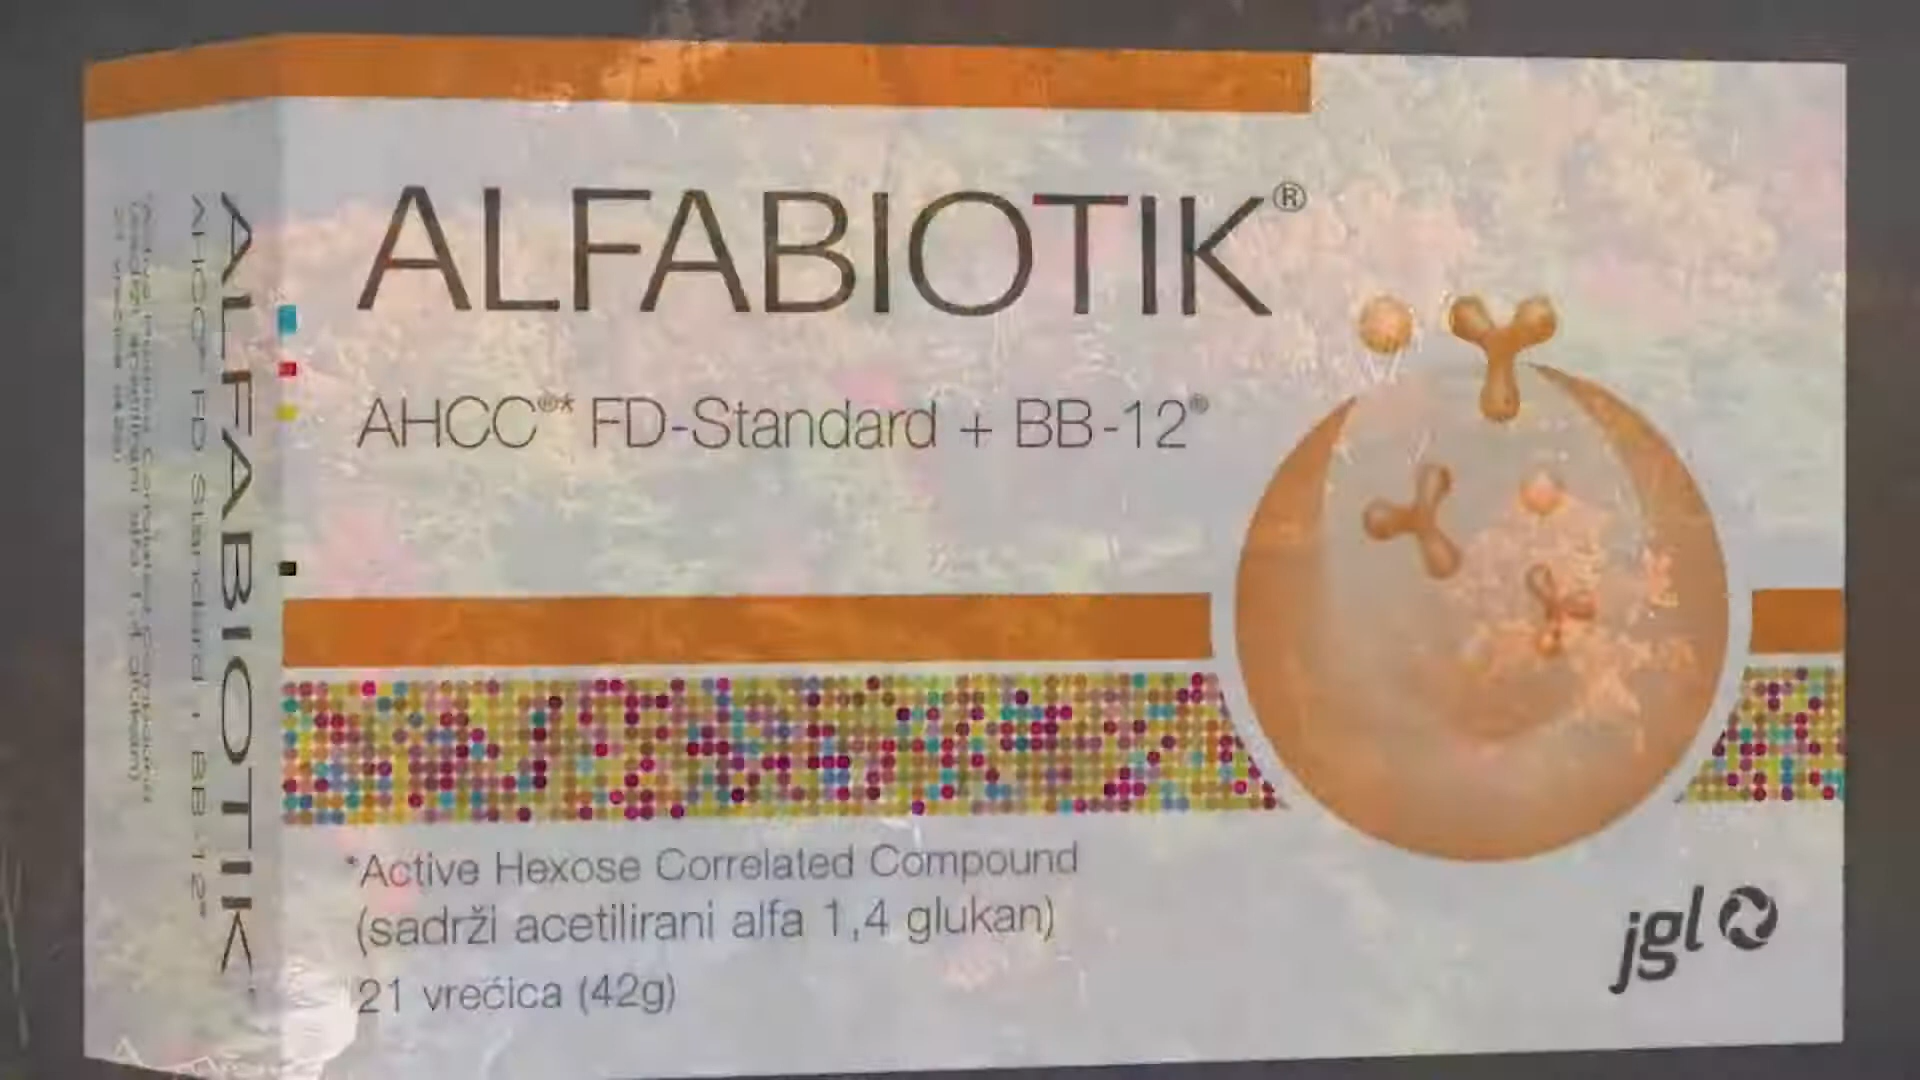 ALFABIOTIK®
AHCC®* FD-Standard + BB-12®
*Active Hexose Correlated Compound
(sadrži acetilirani alfa 1,4 glukan)
21 vrećica (42g)
jgl
ALFABIOTIK
AHCC® FD Standard + BB-12®